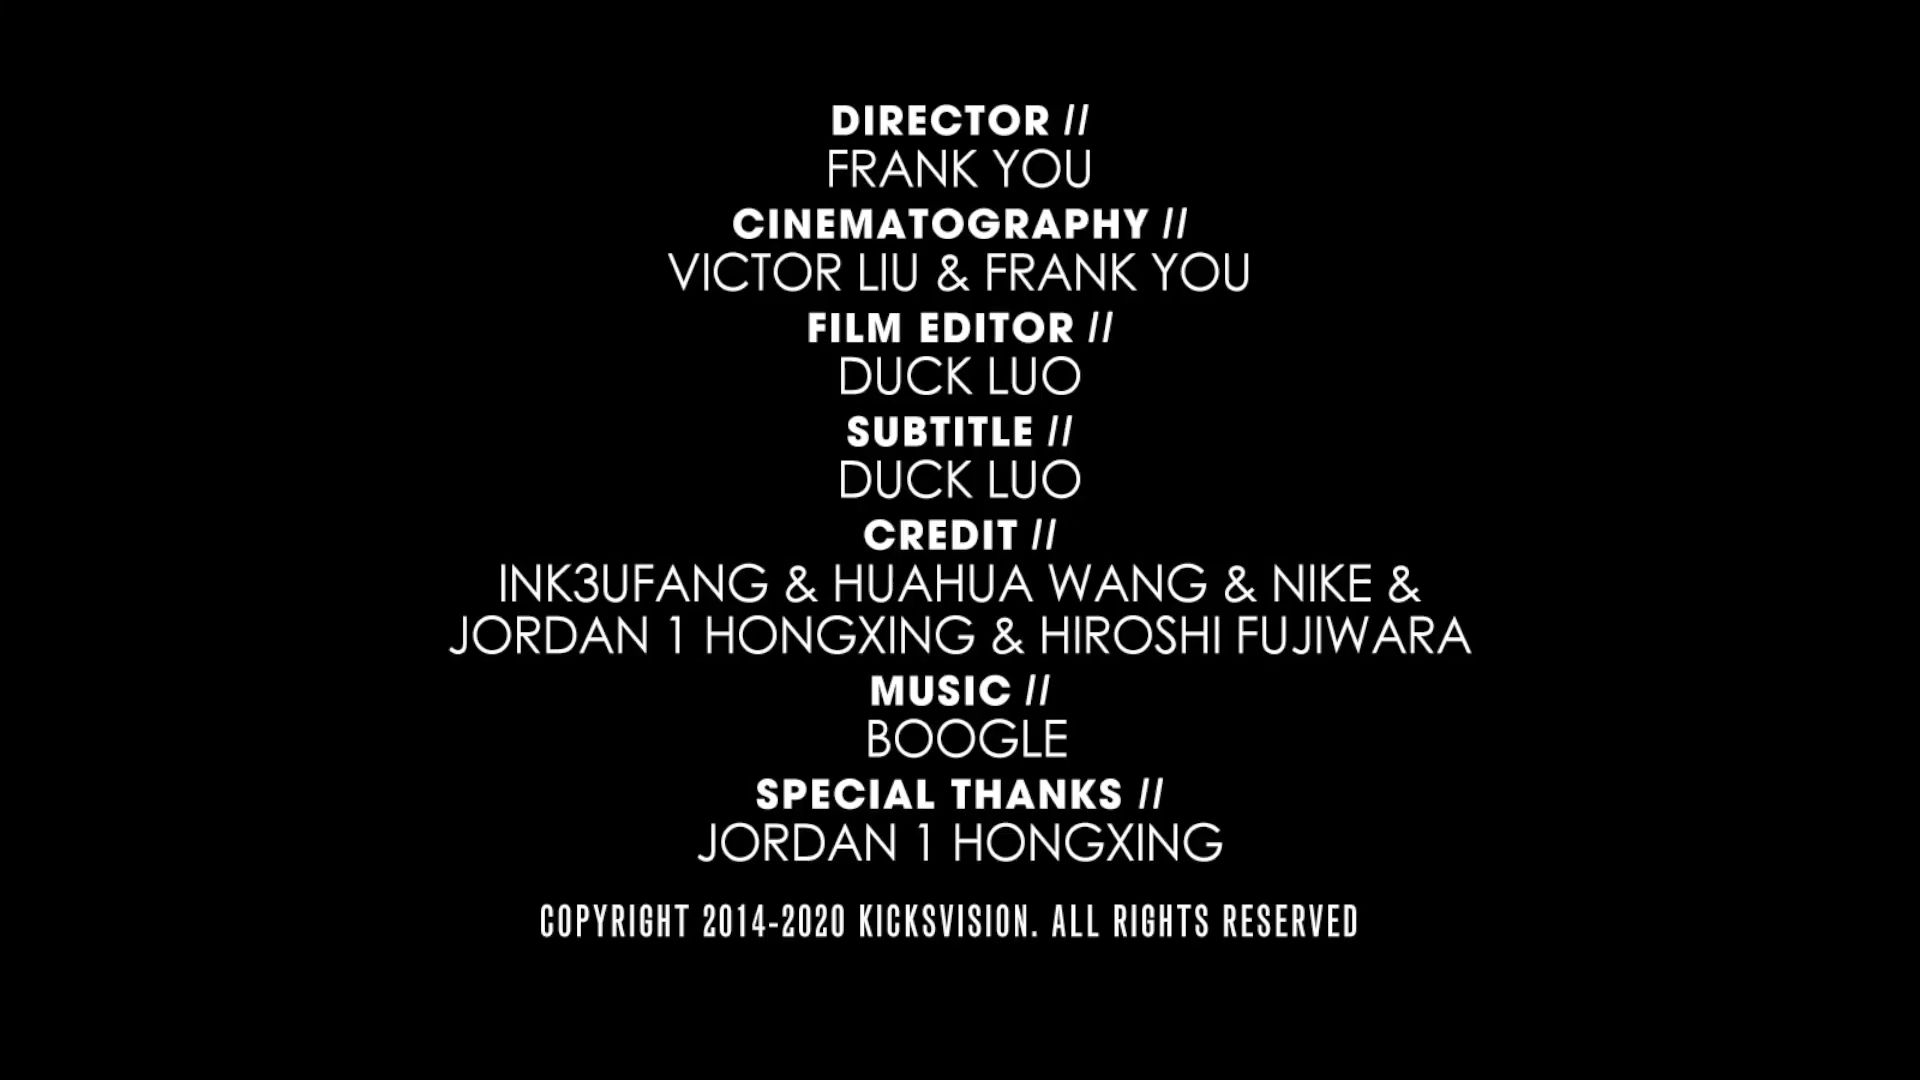 DIRECTOR //
FRANK YOU
CINEMATOGRAPHY //
VICTOR LIU & FRANK YOU
FILM EDITOR //
DUCK LUO
SUBTITLE //
DUCK LUO
CREDIT //
INK3UFANG & HUAHUA WANG & NIKE &
JORDAN 1 HONGXING & HIROSHI FUJIWARA
MUSIC //
BOOGLE
SPECIAL THANKS //
JORDAN 1 HONGXING
COPYRIGHT 2014-2020 KICKSVISION. ALL RIGHTS RESERVED